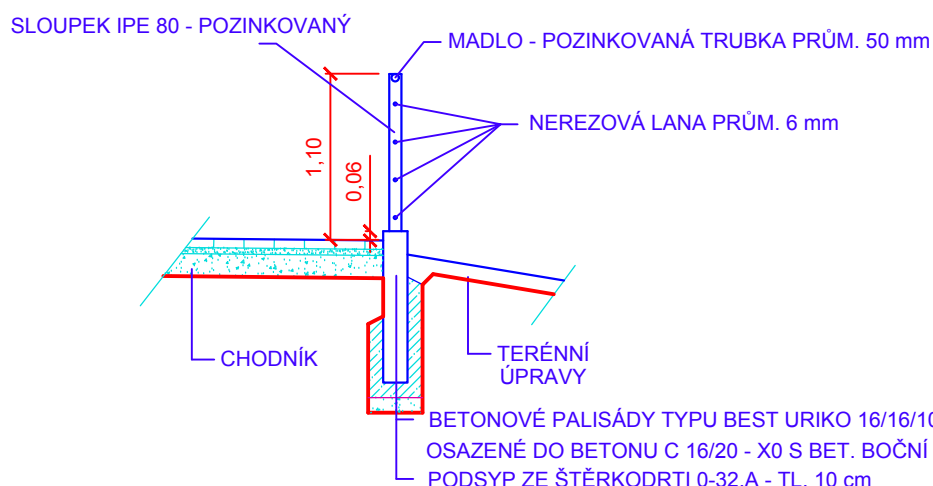 SLOUPEK IPE 80 - POZINKOVANÝ
MADLO - POZINKOVANÁ TRUBKA PRŮM. 50 mm
NEREZOVÁ LANA PRŮM. 6 mm
1,10
0,06
CHODNÍK
TERÉNNÍ
ÚPRAVY
BETONOVÉ PALISÁDY TYPU BEST URIKO 16/16/10
OSAZENÉ DO BETONU C 16/20 - X0 S BET. BOČNÍ
PODSYP ZE ŠTĚRKODRTI 0-32,A - TL. 10 cm